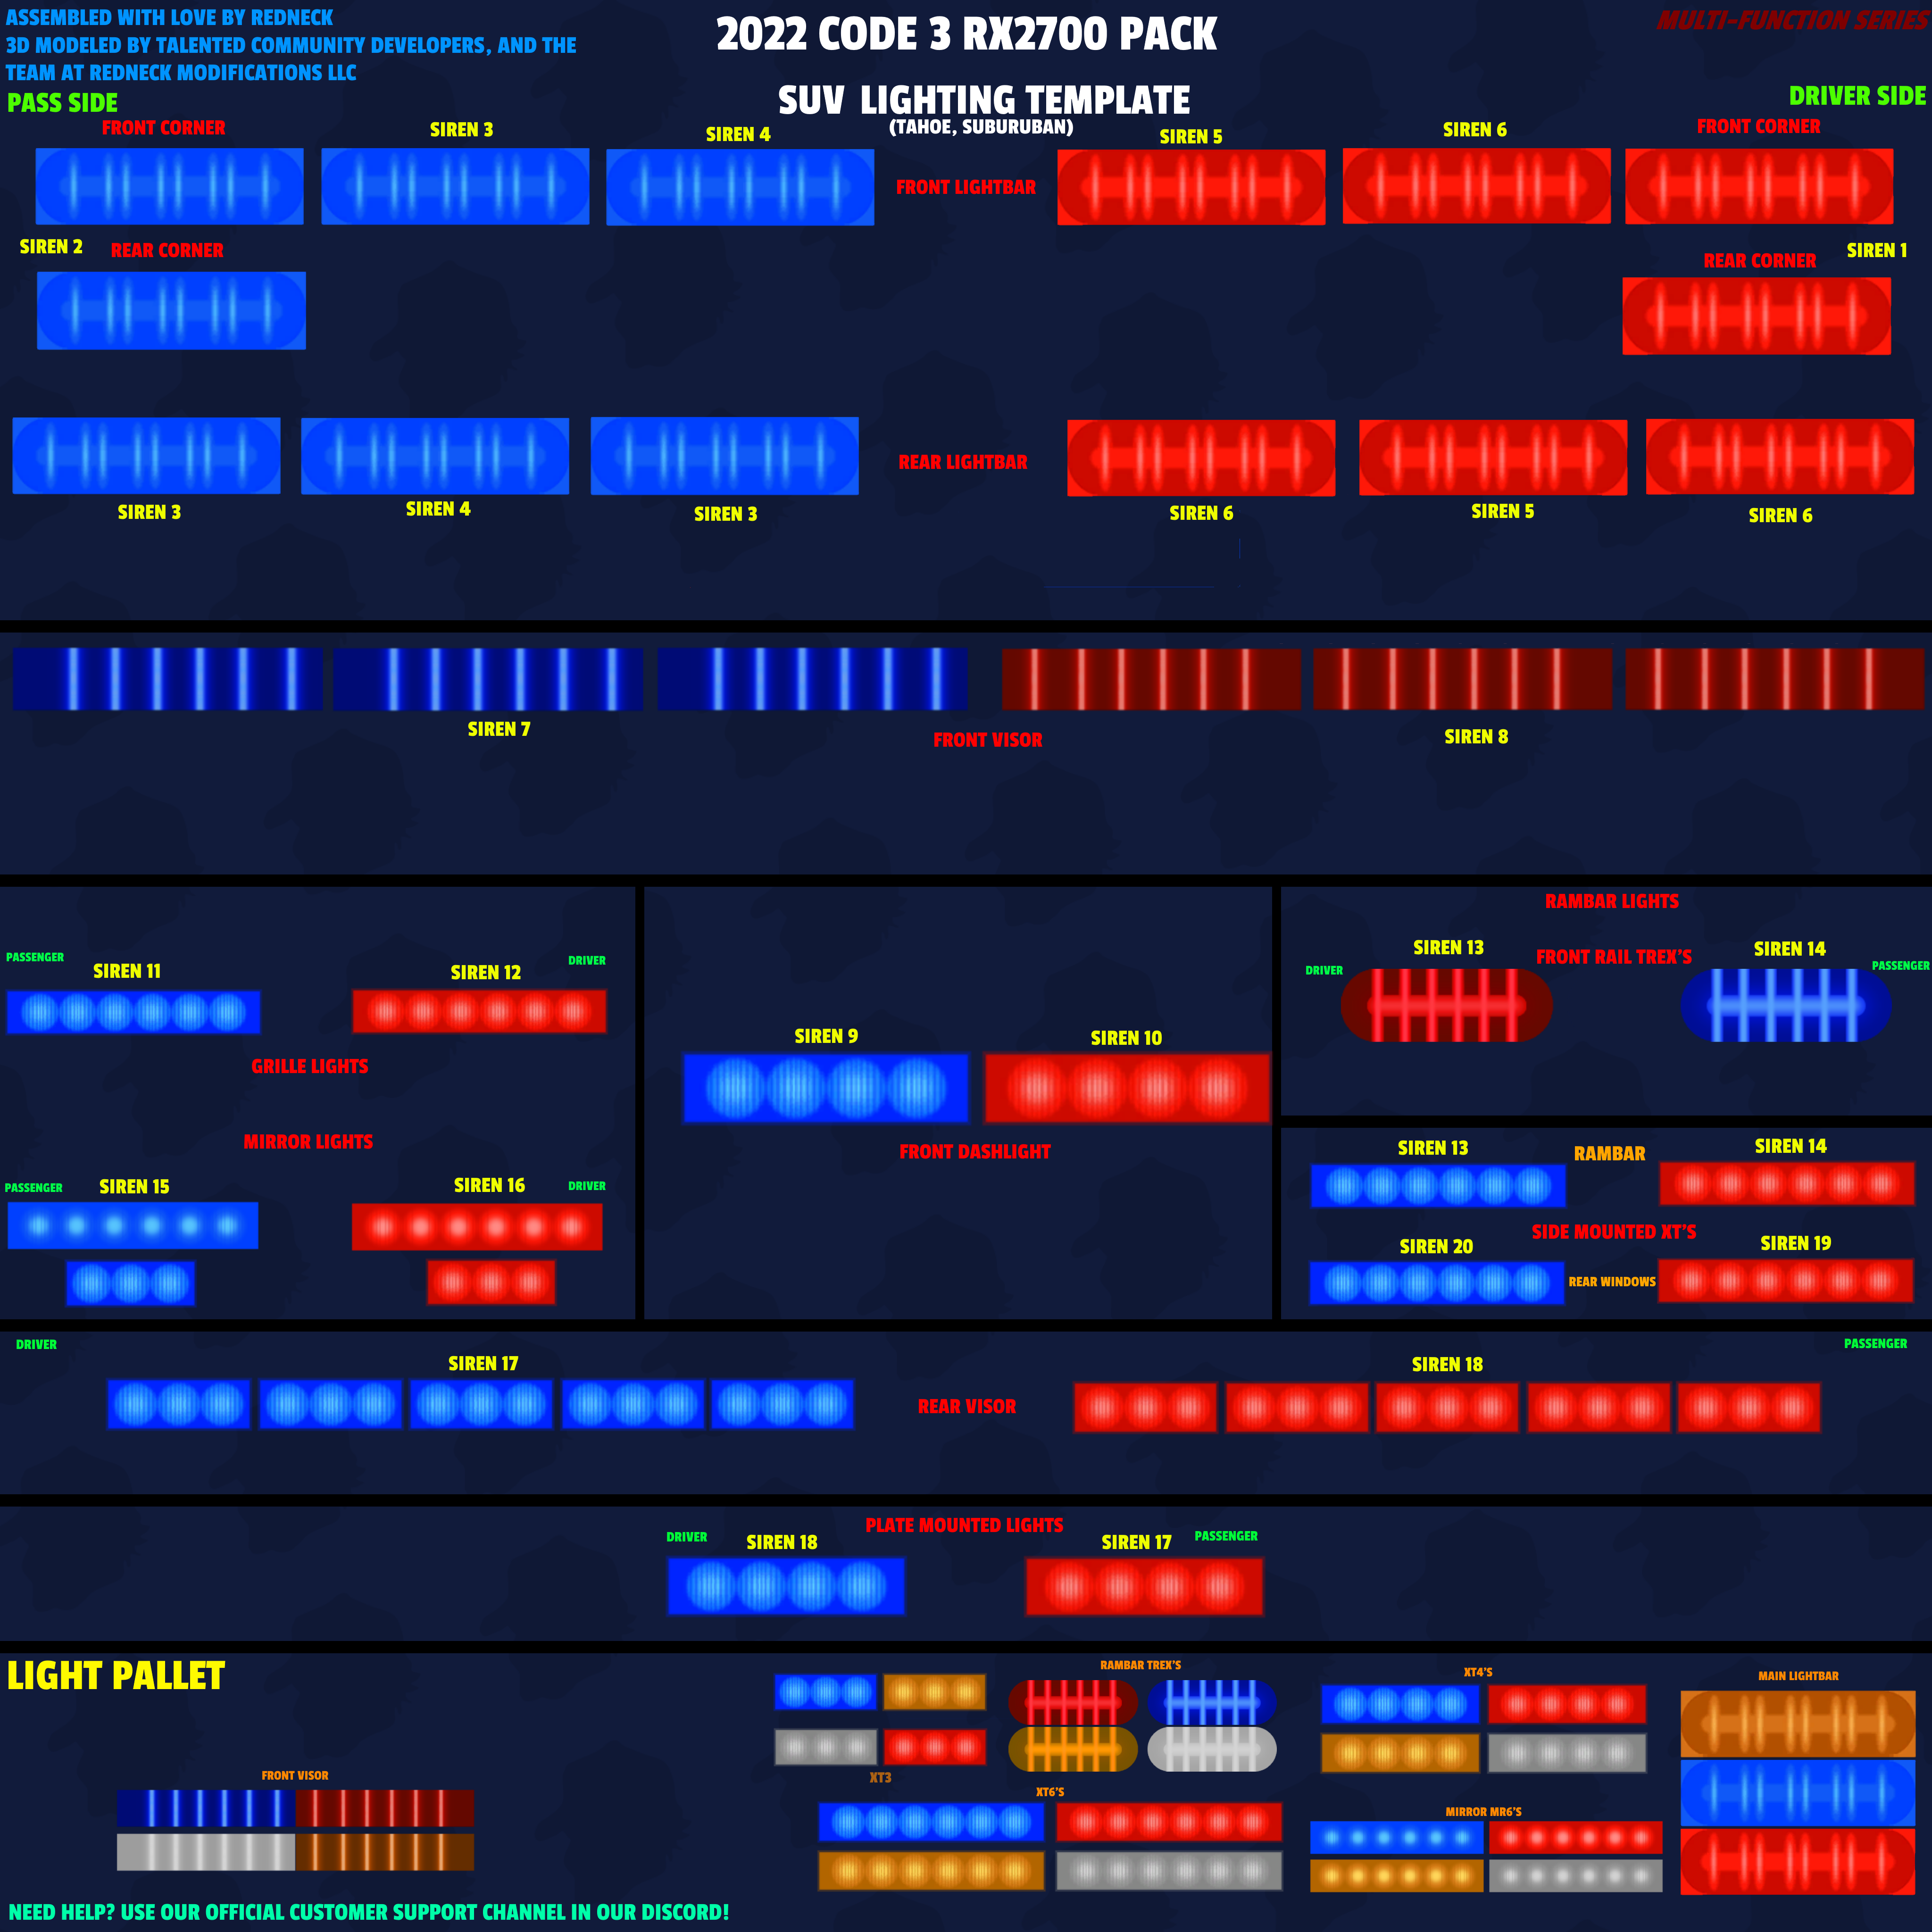 ASSEMBLED WITH LOVE BY REDNECK
3D MODELED BY TALENTED COMMUNITY DEVELOPERS, AND THE
TEAM AT REDNECK MODIFICATIONS LLC
2022 CODE 3 RX2700 PACK
MULTI-FUNCTION SERIES
SUV LIGHTING TEMPLATE
(TAHOE, SUBURUBAN)
PASS SIDE
DRIVER SIDE
FRONT CORNER
SIREN 3
SIREN 4
SIREN 5
SIREN 6
FRONT CORNER
FRONT LIGHTBAR
SIREN 2
REAR CORNER
REAR CORNER
SIREN 1
REAR LIGHTBAR
SIREN 3
SIREN 4
SIREN 3
SIREN 6
SIREN 5
SIREN 6
SIREN 7
FRONT VISOR
SIREN 8
PASSENGER
SIREN 11
SIREN 12
DRIVER
GRILLE LIGHTS
MIRROR LIGHTS
PASSENGER
SIREN 15
SIREN 16
DRIVER
SIREN 9
SIREN 10
FRONT DASHLIGHT
RAMBAR LIGHTS
SIREN 13
FRONT RAIL TREX'S
SIREN 14
DRIVER
PASSENGER
SIREN 13
RAMBAR
SIREN 14
SIDE MOUNTED XT'S
SIREN 20
SIREN 19
REAR WINDOWS
DRIVER
PASSENGER
SIREN 17
SIREN 18
REAR VISOR
PLATE MOUNTED LIGHTS
DRIVER
SIREN 18
SIREN 17
PASSENGER
LIGHT PALLET
RAMBAR TREX'S
XT4'S
MAIN LIGHTBAR
FRONT VISOR
XT3
XT6'S
MIRROR MR6'S
NEED HELP? USE OUR OFFICIAL CUSTOMER SUPPORT CHANNEL IN OUR DISCORD!